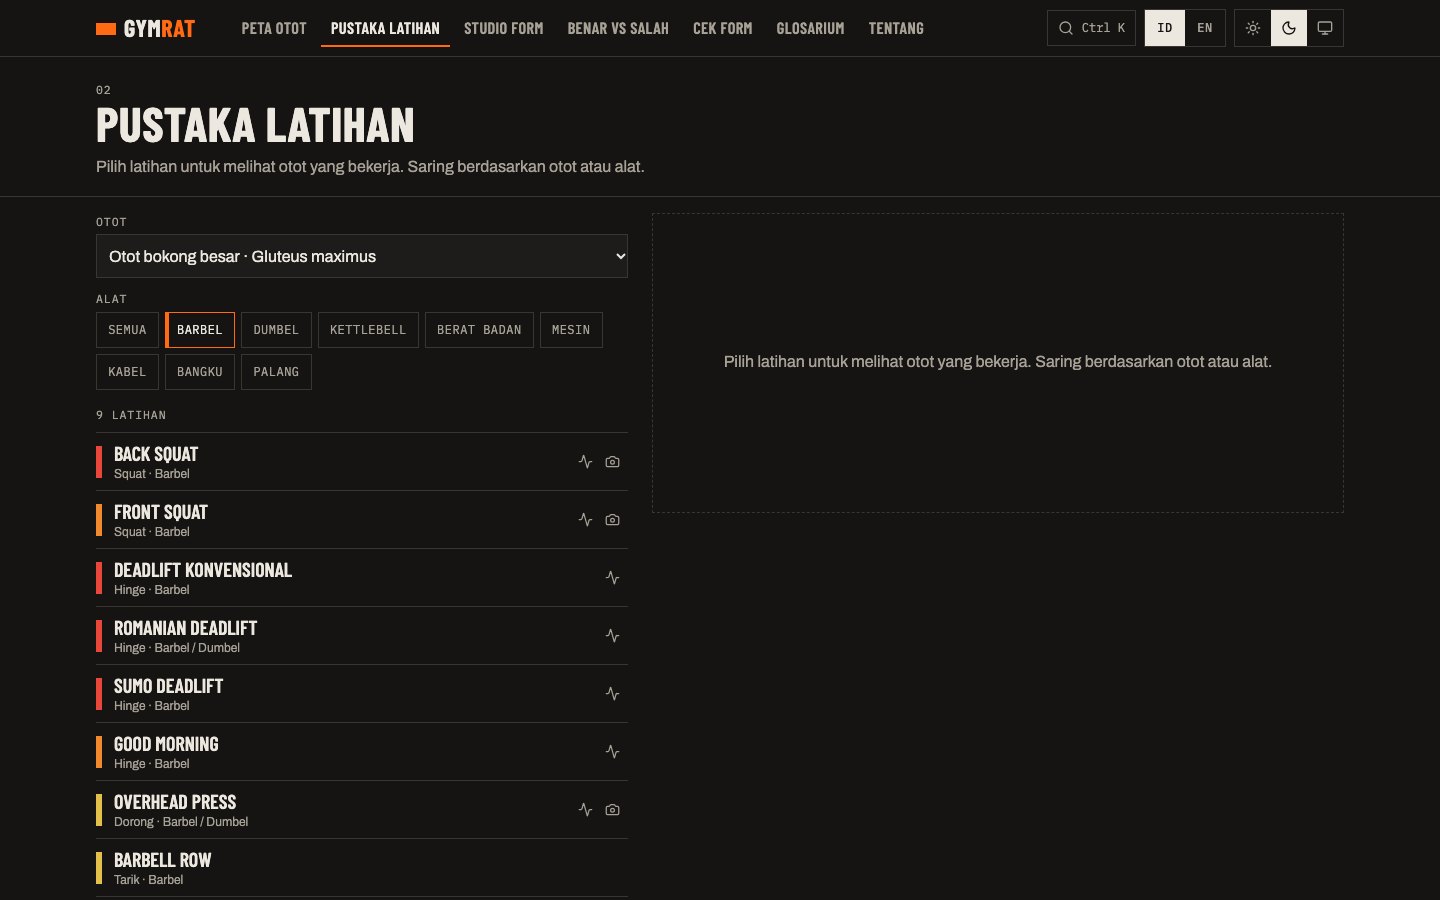 GYMRAT
PETA OTOT
PUSTAKA LATIHAN
STUDIO FORM
BENAR VS SALAH
CEK FORM
GLOSARIUM
TENTANG
Ctrl K
ID
EN
02
PUSTAKA LATIHAN
Pilih latihan untuk melihat otot yang bekerja. Saring berdasarkan otot atau alat.
OTOT
Otot bokong besar · Gluteus maximus
ALAT
SEMUA
BARBEL
DUMBEL
KETTLEBELL
BERAT BADAN
MESIN
KABEL
BANGKU
PALANG
9 LATIHAN
BACK SQUAT
Squat · Barbel
FRONT SQUAT
Squat · Barbel
DEADLIFT KONVENSIONAL
Hinge · Barbel
ROMANIAN DEADLIFT
Hinge · Barbel / Dumbel
SUMO DEADLIFT
Hinge · Barbel
GOOD MORNING
Hinge · Barbel
OVERHEAD PRESS
Dorong · Barbel / Dumbel
BARBELL ROW
Tarik · Barbel
Pilih latihan untuk melihat otot yang bekerja. Saring berdasarkan otot atau alat.